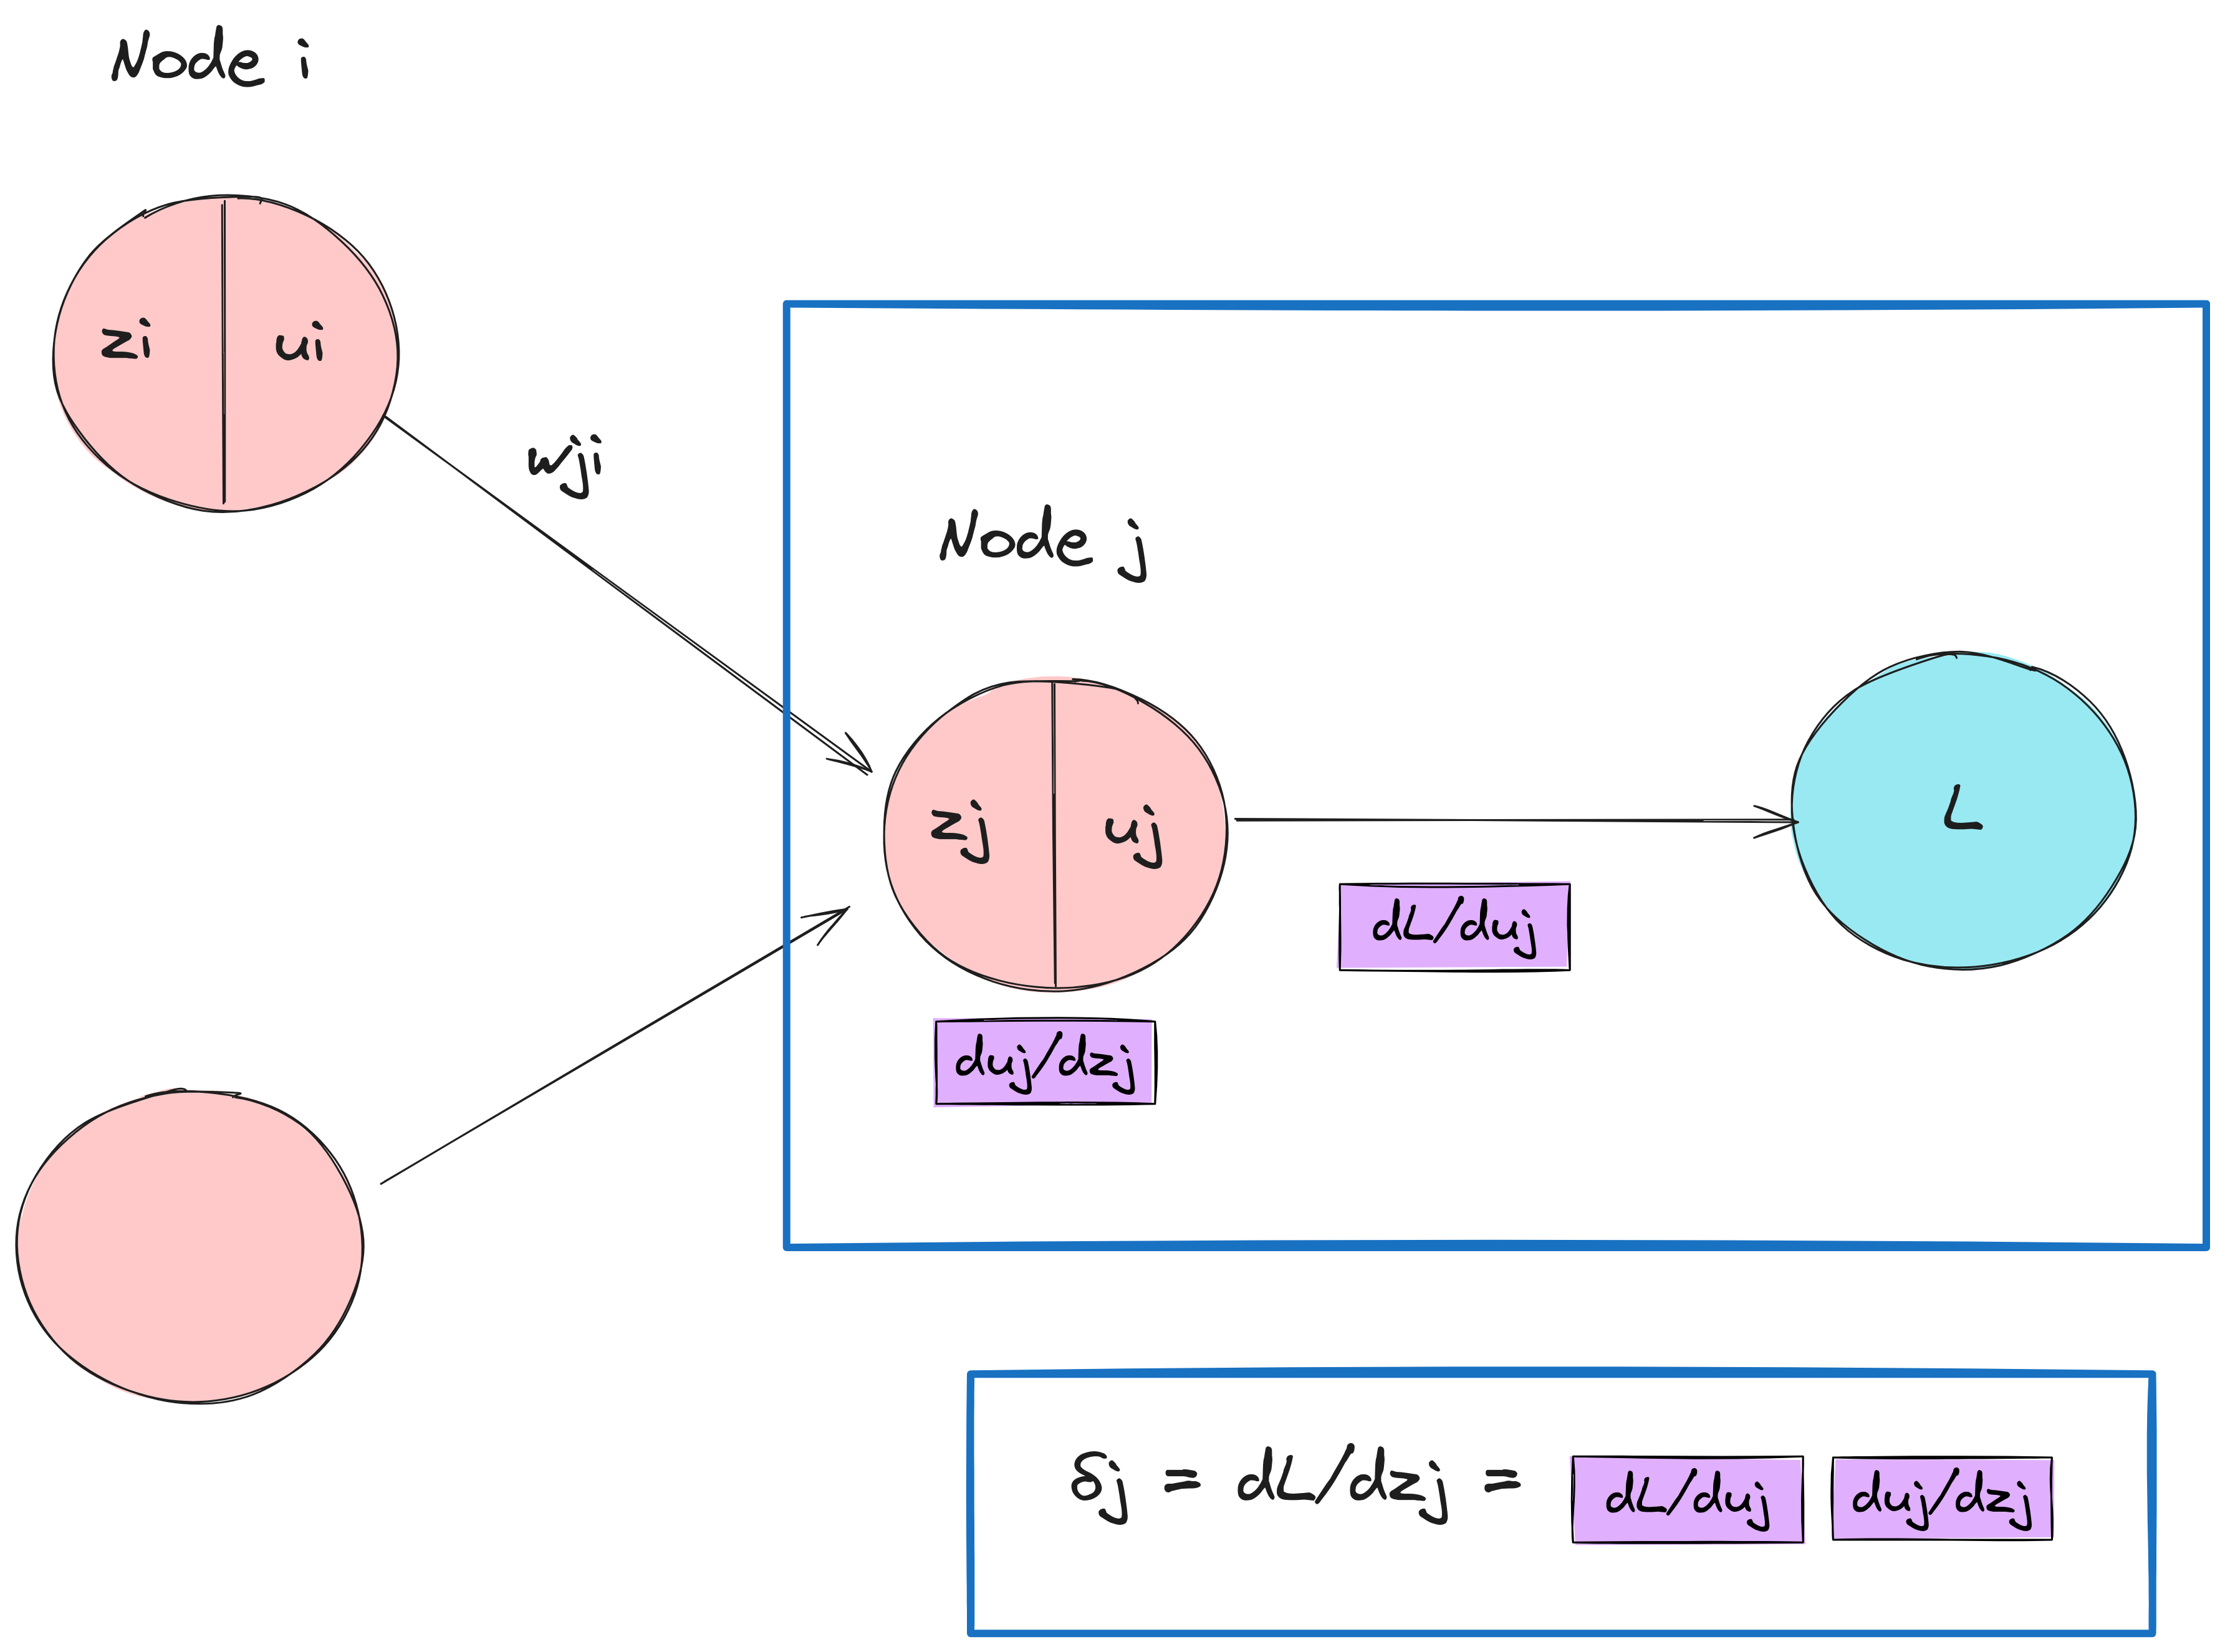 Node i
zi ui
wji
Node j
zj uj
L
dL/duj
duj/dzj
δj = dL/dzj = dL/duj duj/dzj